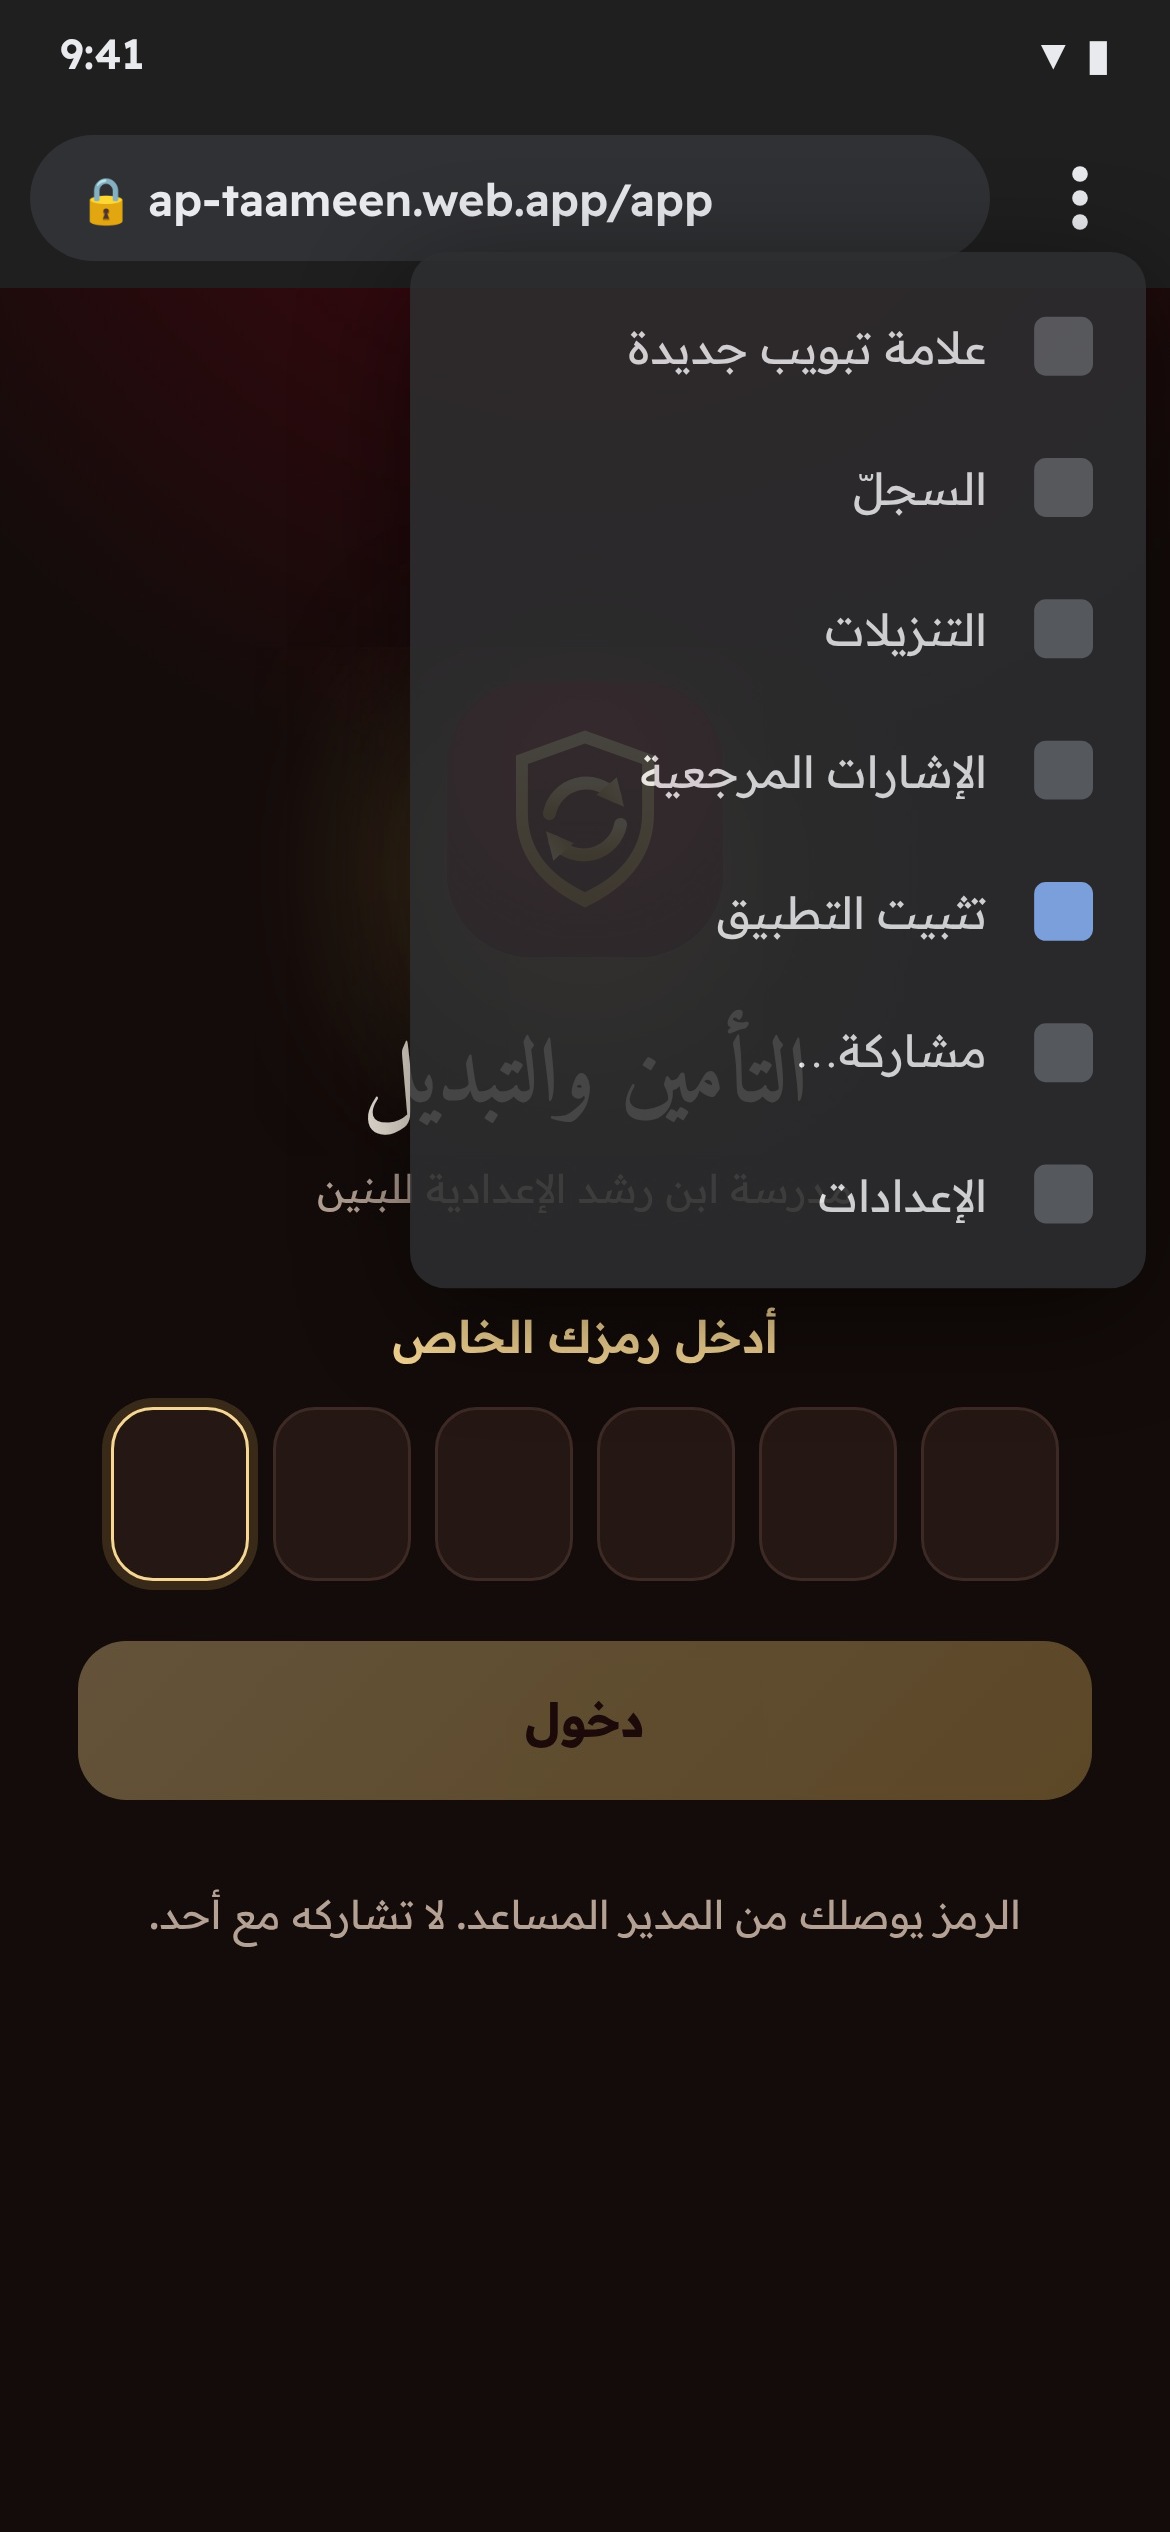 9:41
ap-taameen.web.app/app
علامة تبويب جديدة
السجلّ
التنزيلات
الإشارات المرجعية
تثبيت التطبيق
مشاركة...
التأمين والتبديل
مدرسة ابن رشد الإعدادية للبنين
الإعدادات
أدخل رمزك الخاص
دخول
الرمز يوصلك من المدير المساعد. لا تشاركه مع أحد.